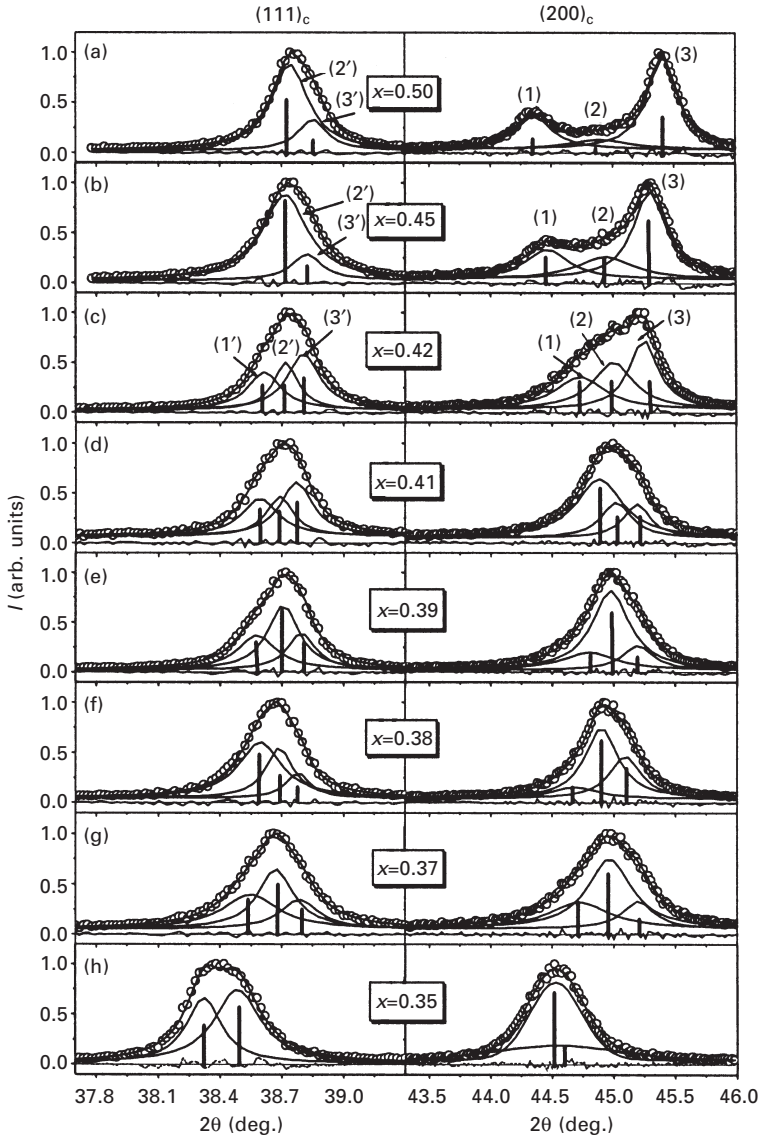 (111)c (200)c
(a) (2′) (3′) x=0.50 (1) (2) (3)
1.0
0.5
0.0
(b) (2′) (3′) x=0.45 (1) (2) (3)
1.0
0.5
0.0
(c) (1′) (2′) (3′) x=0.42 (1) (2) (3)
1.0
0.5
0.0
(d) x=0.41
1.0
0.5
0.0
(e) x=0.39
1.0
0.5
0.0
(f) x=0.38
1.0
0.5
0.0
(g) x=0.37
1.0
0.5
0.0
(h) x=0.35
1.0
0.5
0.0
I (arb. units)
37.8 38.1 38.4 38.7 39.0 43.5 44.0 44.5 45.0 45.5 46.0
2θ (deg.) 2θ (deg.)